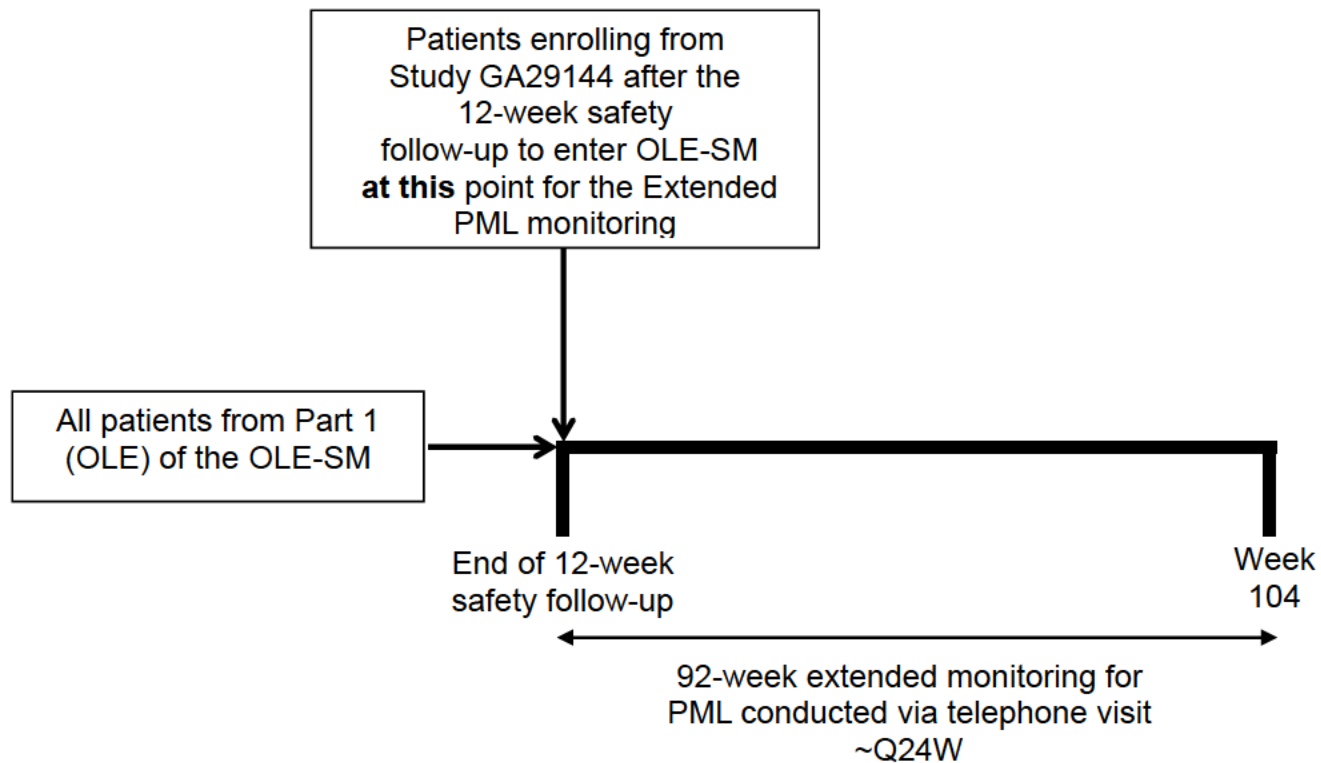 Patients enrolling from
Study GA29144 after the
12-week safety
follow-up to enter OLE-SM
at this point for the Extended
PML monitoring
All patients from Part 1
(OLE) of the OLE-SM
End of 12-week
safety follow-up
Week
104
92-week extended monitoring for
PML conducted via telephone visit
~Q24W